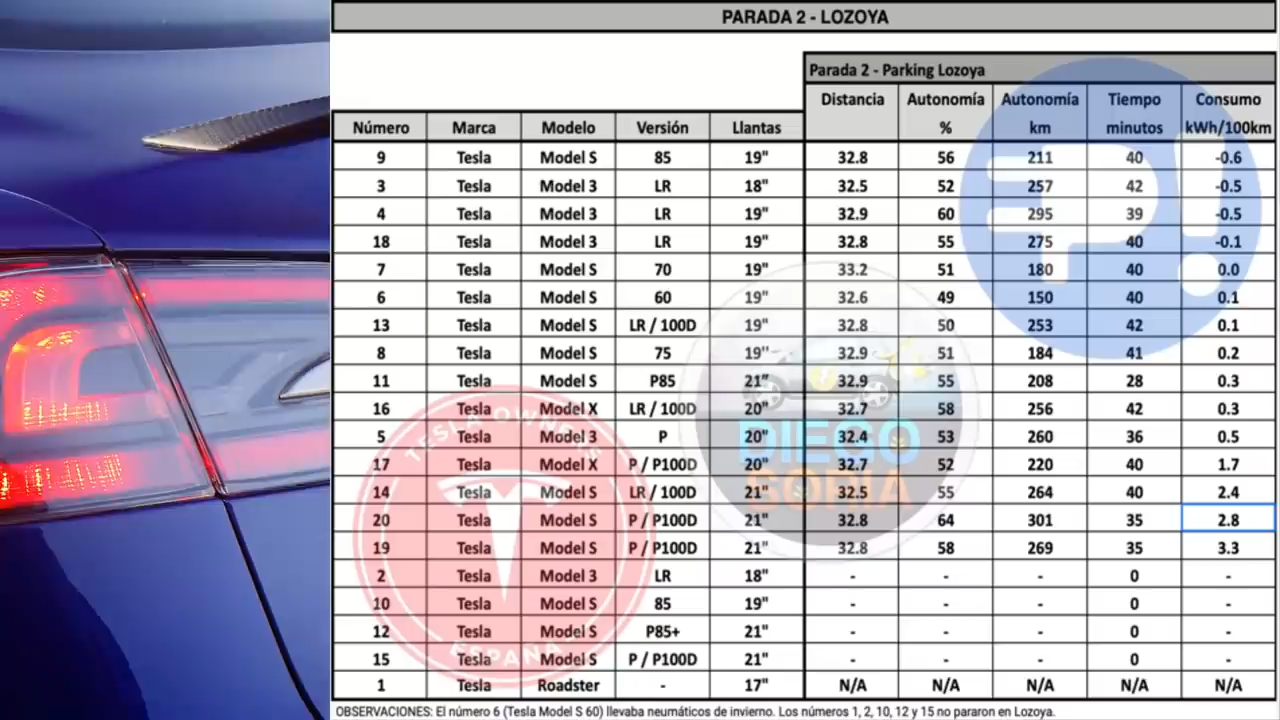 PARADA 2 - LOZOYA
Parada 2 - Parking Lozoya
Distancia Autonomía Autonomía Tiempo Consumo
Número Marca Modelo Versión Llantas % km minutos kWh/100km
9 Tesla Model S 85 19" 32.8 56 211 40 -0.6
3 Tesla Model 3 LR 18" 32.5 52 257 42 -0.5
4 Tesla Model 3 LR 19" 32.9 60 295 39 -0.5
18 Tesla Model 3 LR 19" 32.8 55 275 40 -0.1
7 Tesla Model S 70 19" 33.2 51 180 40 0.0
6 Tesla Model S 60 19" 32.6 49 150 40 0.1
13 Tesla Model S LR / 100D 19" 32.8 50 253 42 0.1
8 Tesla Model S 75 19'' 32.9 51 184 41 0.2
11 Tesla Model S P85 21" 32.9 55 208 28 0.3
16 Tesla Model X LR / 100D 20" 32.7 58 256 42 0.3
5 Tesla Model 3 P 20" 32.4 53 260 36 0.5
17 Tesla Model X P / P100D 20" 32.7 52 220 40 1.7
14 Tesla Model S LR / 100D 21" 32.5 55 264 40 2.4
20 Tesla Model S P / P100D 21" 32.8 64 301 35 2.8
19 Tesla Model S P / P100D 21" 32.8 58 269 35 3.3
2 Tesla Model 3 LR 18" - - - 0 -
10 Tesla Model S 85 19" - - - 0 -
12 Tesla Model S P85+ 21" - - - 0 -
15 Tesla Model S P / P100D 21" - - - 0 -
1 Tesla Roadster - 17" N/A N/A N/A N/A N/A
OBSERVACIONES: El número 6 (Tesla Model S 60) llevaba neumáticos de invierno. Los números 1, 2, 10, 12 y 15 no pararon en Lozoya.
P!
DIEGO
SORIA
TESLA OWNERS
ESPAÑA